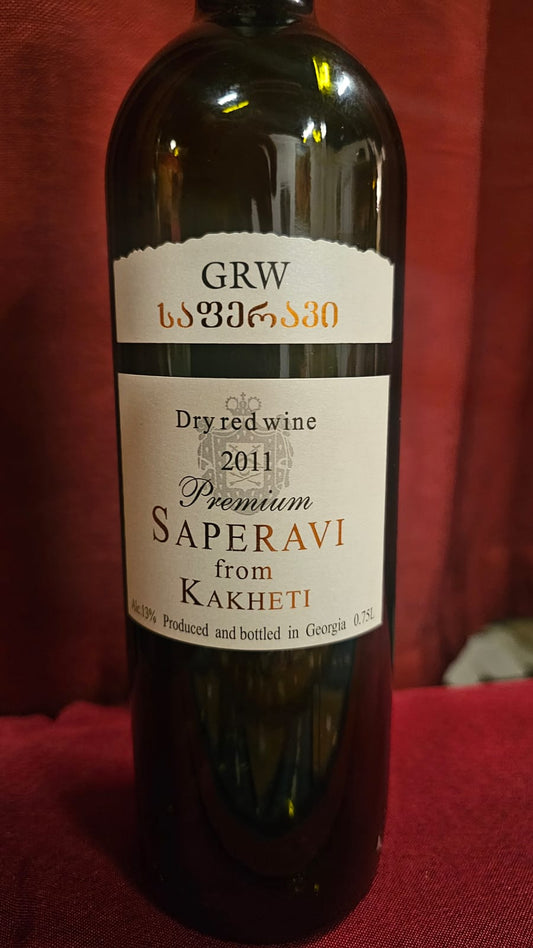 GRW
საფერავი
Dry red wine
2011
Premium
SAPERAVI
from
KAKHETI
Alc.13% Produced and bottled in Georgia 0.75L